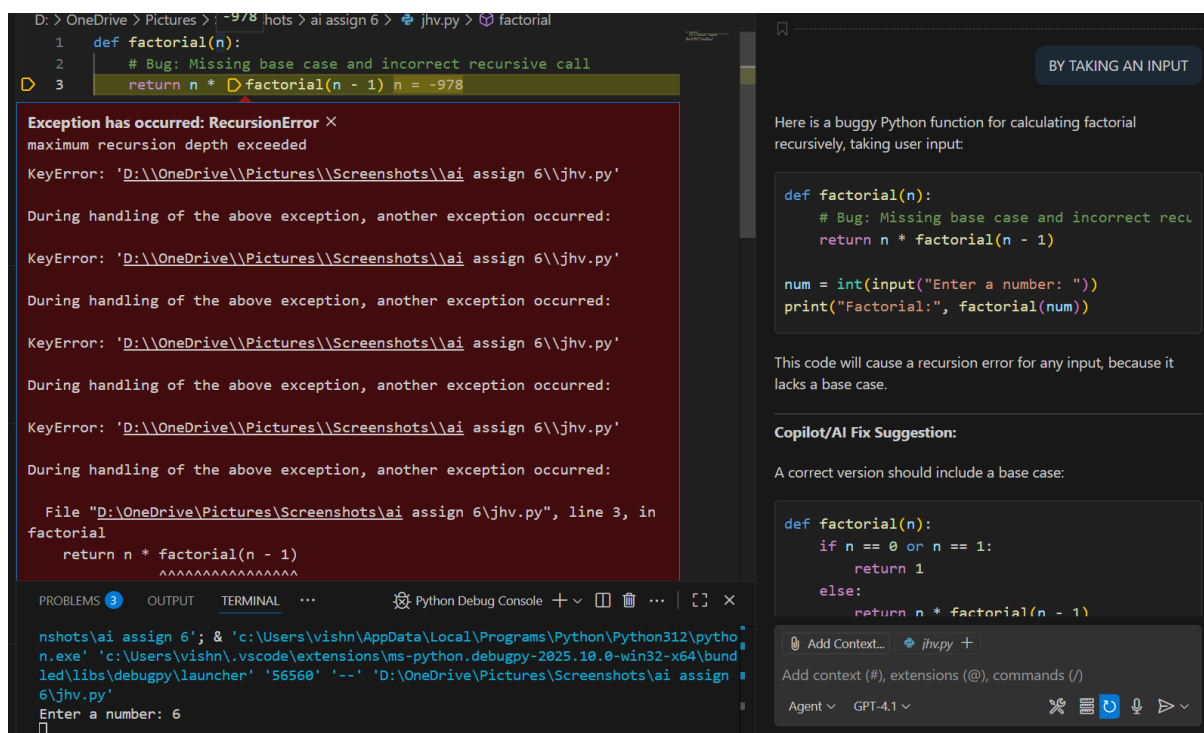 D: > OneDrive > Pictures > -978 hots > ai assign 6 > jhv.py > factorial
1 def factorial(n):
2 # Bug: Missing base case and incorrect recursive call
3 return n * factorial(n - 1) n = -978
Exception has occurred: RecursionError ×
maximum recursion depth exceeded
KeyError: 'D:\\OneDrive\\Pictures\\Screenshots\\ai assign 6\\jhv.py'
During handling of the above exception, another exception occurred:
KeyError: 'D:\\OneDrive\\Pictures\\Screenshots\\ai assign 6\\jhv.py'
During handling of the above exception, another exception occurred:
KeyError: 'D:\\OneDrive\\Pictures\\Screenshots\\ai assign 6\\jhv.py'
During handling of the above exception, another exception occurred:
KeyError: 'D:\\OneDrive\\Pictures\\Screenshots\\ai assign 6\\jhv.py'
During handling of the above exception, another exception occurred:
File "D:\OneDrive\Pictures\Screenshots\ai assign 6\jhv.py", line 3, in
factorial
return n * factorial(n - 1)
^^^^^^^^^^^^^^^^
PROBLEMS 3 OUTPUT TERMINAL ··· Python Debug Console
nshots\ai assign 6'; & 'c:\Users\vishn\AppData\Local\Programs\Python\Python312\pytho
n.exe' 'c:\Users\vishn\.vscode\extensions\ms-python.debugpy-2025.10.0-win32-x64\bund
led\libs\debugpy\launcher' '56560' '--' 'D:\OneDrive\Pictures\Screenshots\ai assign
6\jhv.py'
Enter a number: 6
BY TAKING AN INPUT
Here is a buggy Python function for calculating factorial
recursively, taking user input:
def factorial(n):
# Bug: Missing base case and incorrect recu
return n * factorial(n - 1)
num = int(input("Enter a number: "))
print("Factorial:", factorial(num))
This code will cause a recursion error for any input, because it
lacks a base case.
Copilot/AI Fix Suggestion:
A correct version should include a base case:
def factorial(n):
if n == 0 or n == 1:
return 1
else:
return n * factorial(n - 1)
Add Context... jhv.py +
Add context (#), extensions (@), commands (/)
Agent GPT-4.1